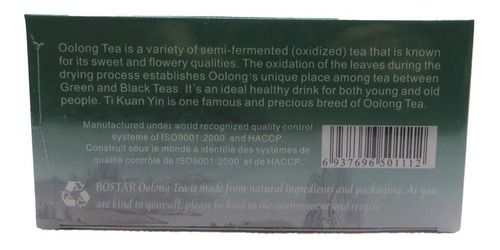 Oolong Tea is a variety of semi-fermented (oxidized) tea that is known
for its sweet and flowery qualities. The oxidation of the leaves during the
drying process establishes Oolong's unique place among tea between
Green and Black Teas. It's an ideal healthy drink for both young and old
people. Ti Kuan Yin is one famous and precious breed of Oolong Tea.
Manufactured under world recognized quality control
systems of ISO9001:2000 and HACCP
Construit sous le monde a identifie des systèmes de
qualité contrôle de ISO9001:2000 et de HACCP.
6 937696 501112
BOSTAR Oolong Tea is made from natural ingredients and packaging. As you
are kind to yourself, please be kind to the environment and recycle.